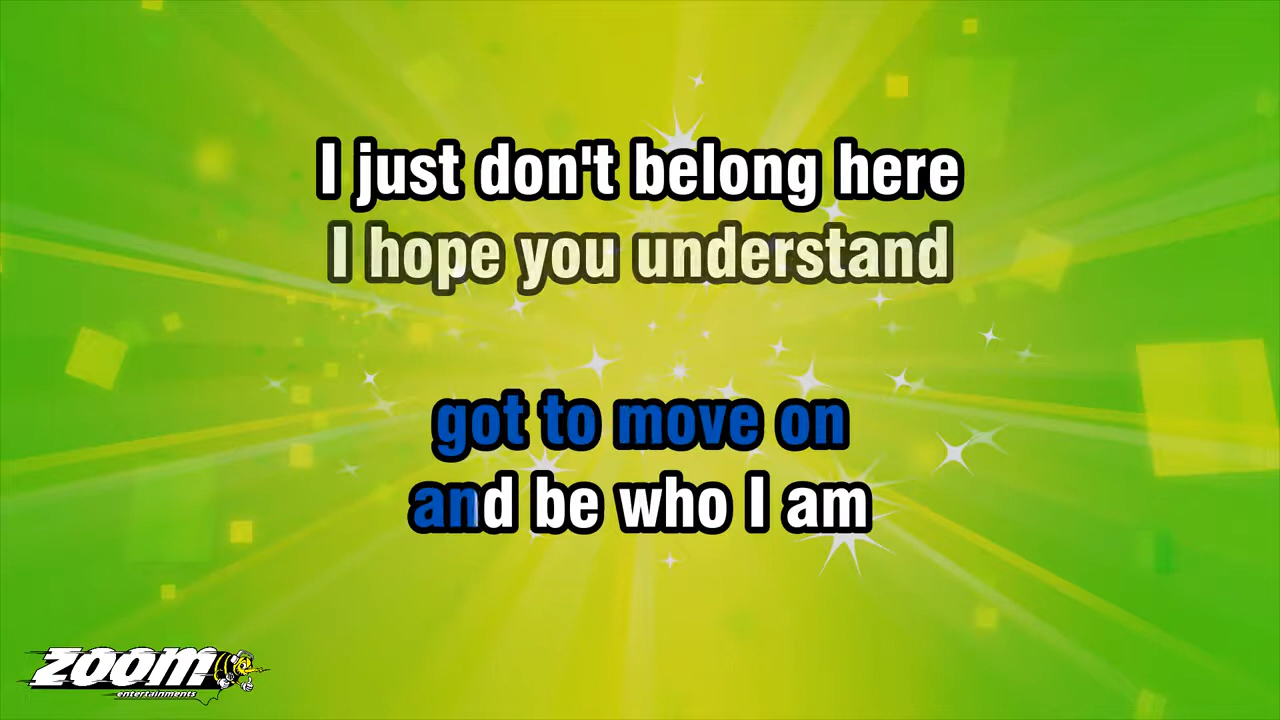 I just don't belong here
I hope you understand
got to move on
and be who I am
zoom
entertainments